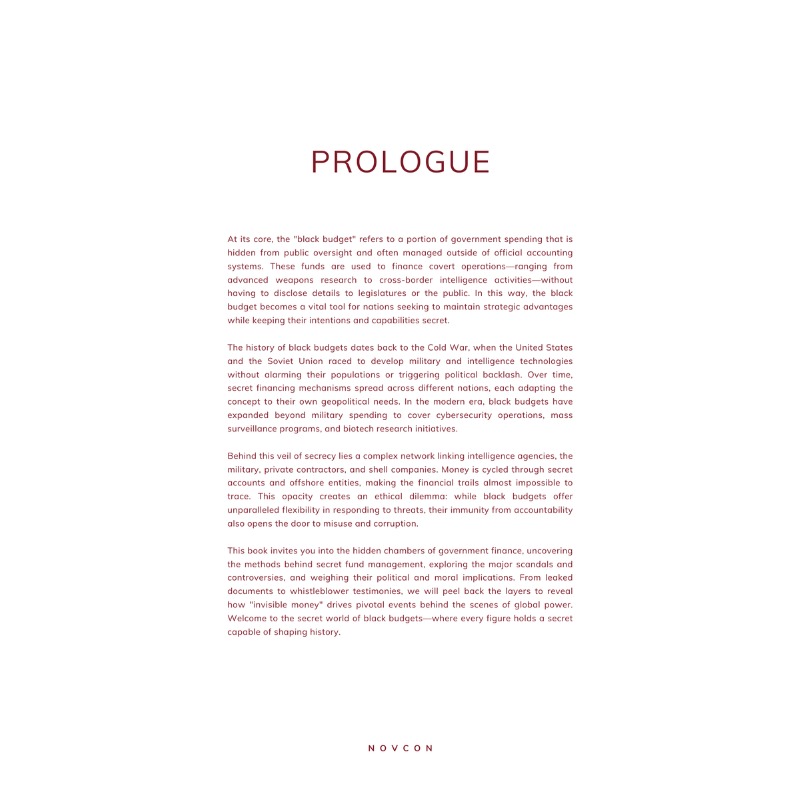 PROLOGUE
At its core, the "black budget" refers to a portion of government spending that is
hidden from public oversight and often managed outside of official accounting
systems. These funds are used to finance covert operations—ranging from
advanced weapons research to cross-border intelligence activities—without
having to disclose details to legislatures or the public. In this way, the black
budget becomes a vital tool for nations seeking to maintain strategic advantages
while keeping their intentions and capabilities secret.
The history of black budgets dates back to the Cold War, when the United States
and the Soviet Union raced to develop military and intelligence technologies
without alarming their populations or triggering political backlash. Over time,
secret financing mechanisms spread across different nations, each adapting the
concept to their own geopolitical needs. In the modern era, black budgets have
expanded beyond military spending to cover cybersecurity operations, mass
surveillance programs, and biotech research initiatives.
Behind this veil of secrecy lies a complex network linking intelligence agencies, the
military, private contractors, and shell companies. Money is cycled through secret
accounts and offshore entities, making the financial trails almost impossible to
trace. This opacity creates an ethical dilemma: while black budgets offer
unparalleled flexibility in responding to threats, their immunity from accountability
also opens the door to misuse and corruption.
This book invites you into the hidden chambers of government finance, uncovering
the methods behind secret fund management, exploring the major scandals and
controversies, and weighing their political and moral implications. From leaked
documents to whistleblower testimonies, we will peel back the layers to reveal
how "invisible money" drives pivotal events behind the scenes of global power.
Welcome to the secret world of black budgets—where every figure holds a secret
capable of shaping history.
NOVCON